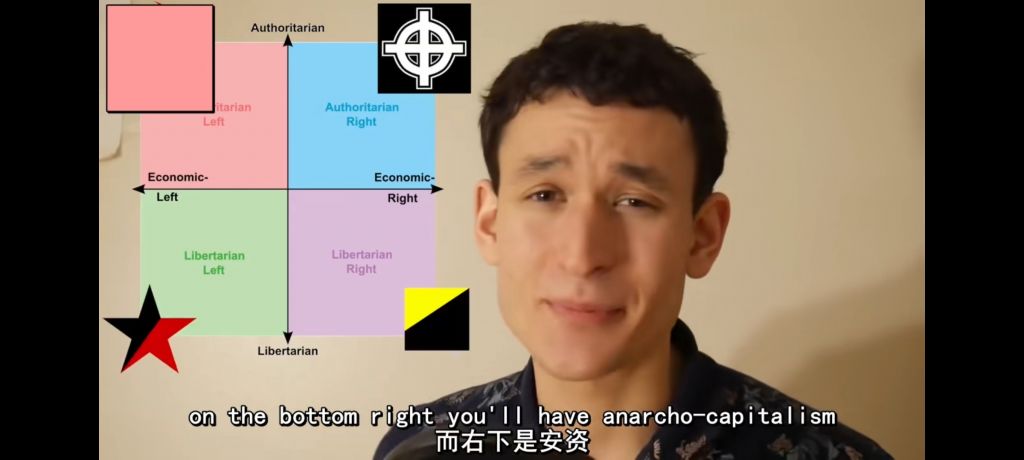 Authoritarian
ritarian
Left
Authoritarian
Right
Economic-
Left
Economic-
Right
Libertarian
Left
Libertarian
Right
Libertarian
on the bottom right you'll have anarcho-capitalism
而右下是安资